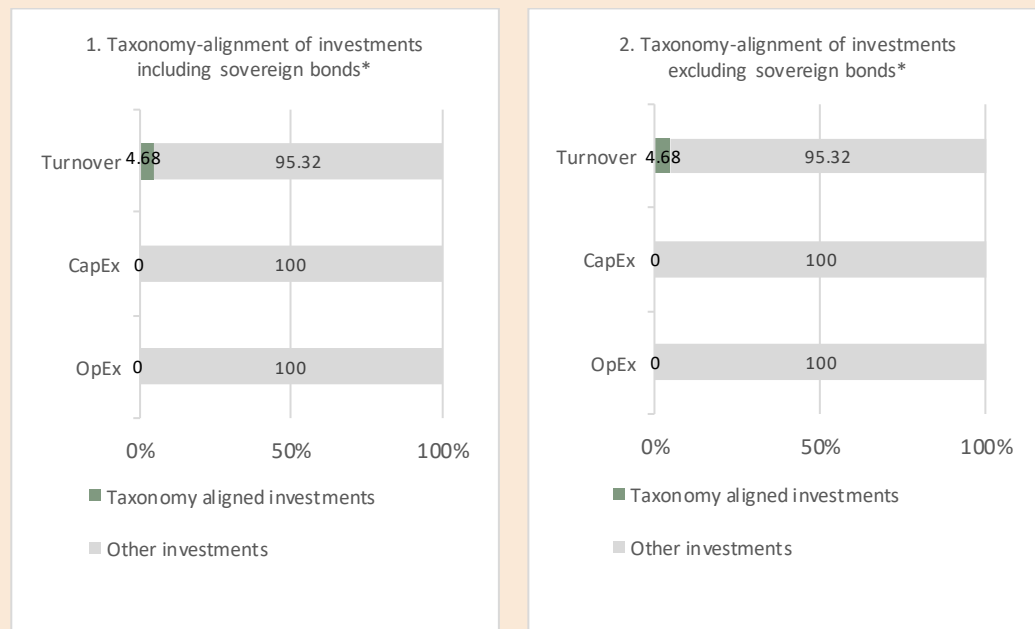 1. Taxonomy-alignment of investments
including sovereign bonds*
Turnover 4.68 95.32
CapEx 0 100
OpEx 0 100
0% 50% 100%
Taxonomy aligned investments
Other investments
2. Taxonomy-alignment of investments
excluding sovereign bonds*
Turnover 4.68 95.32
CapEx 0 100
OpEx 0 100
0% 50% 100%
Taxonomy aligned investments
Other investments